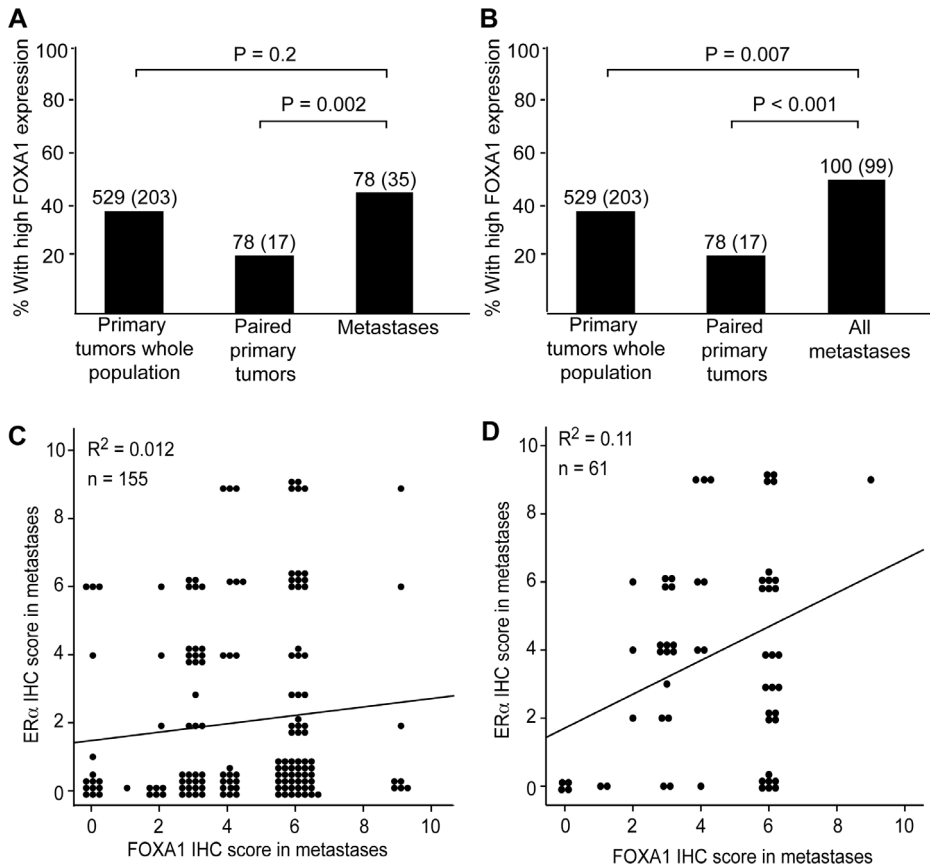 A
% With high FOXA1 expression
100
80
60
40
20
P = 0.2
P = 0.002
529 (203)
78 (17)
78 (35)
Primary
tumors whole
population
Paired
primary
tumors
Metastases
B
% With high FOXA1 expression
100
80
60
40
20
P = 0.007
P < 0.001
529 (203)
78 (17)
100 (99)
Primary
tumors whole
population
Paired
primary
tumors
All
metastases
C
ERα IHC score in metastases
10
8
6
4
2
0
R² = 0.012
n = 155
0 2 4 6 8 10
FOXA1 IHC score in metastases
D
ERα IHC score in metastases
10
8
6
4
2
0
R² = 0.11
n = 61
0 2 4 6 8 10
FOXA1 IHC score in metastases